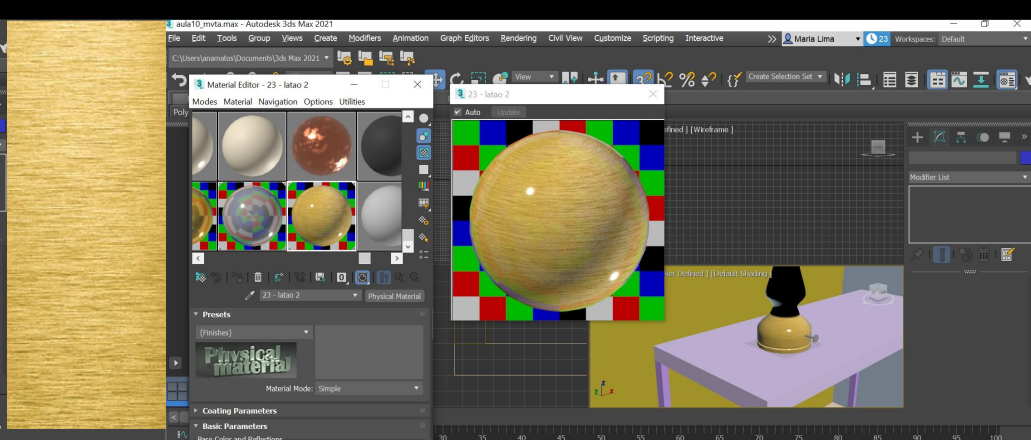 aula10_mvta.max - Autodesk 3ds Max 2021
File Edit Tools Group Views Create Modifiers Animation Graph Editors Rendering Civil View Customize Scripting Interactive Maria Lima 23 Workspaces: Default
C:\Users\anamatos\Documents\3ds Max 2021
View Create Selection Set
Material Editor - 23 - latao 2
Modes Material Navigation Options Utilities
Poly
23 - latao 2
Auto Update
[Wireframe ]
Modifier List
[Default Shading
23 - latao 2 Physical Material
Presets
(Finishes)
Physical material
Material Mode: Simple
Coating Parameters
Basic Parameters
Base Color and Reflections
z
x
30 35 40 45 50 55 60 65 70 75 80 85 90 95 100